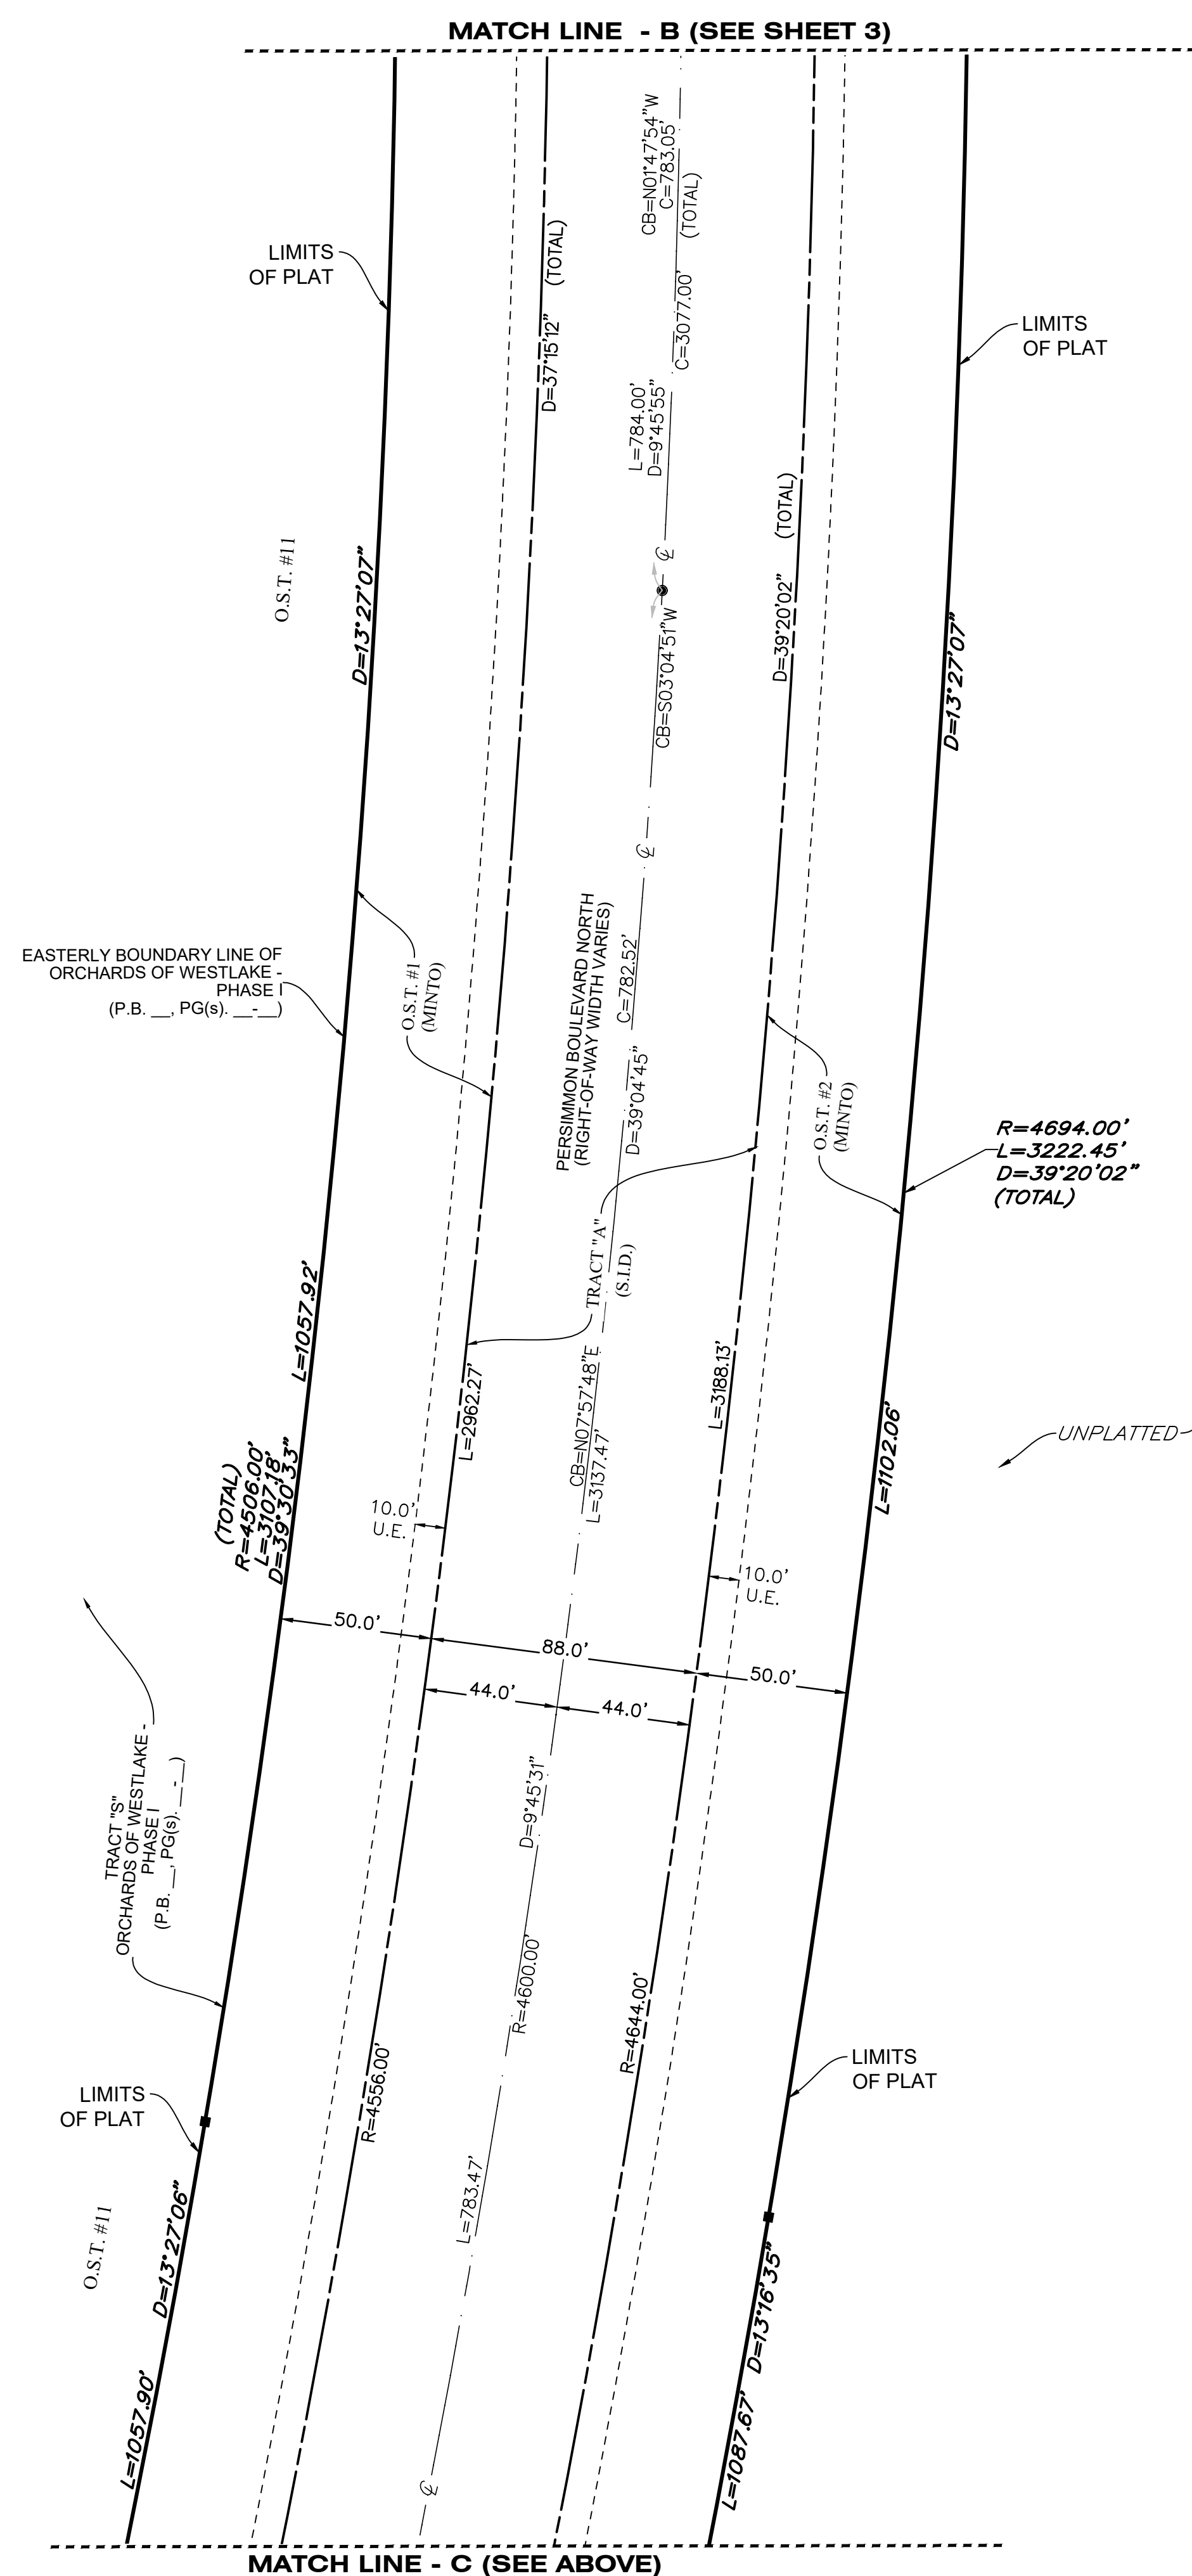 MATCH LINE - B (SEE SHEET 3)
CB=N01°47'54"W
C=783.05'
(TOTAL)
LIMITS
OF PLAT
D=37°15'12" (TOTAL)
C=3077.00'
LIMITS
OF PLAT
L=784.00'
D=9°45'55"
D=39°20'02" (TOTAL)
O.S.T. #11
D=13°27'07"
℄
CB=S03°04'51"W
D=13°27'07"
℄
EASTERLY BOUNDARY LINE OF
ORCHARDS OF WESTLAKE -
PHASE I
(P.B. __, PG(s). __-__)
O.S.T. #1
(MINTO)
PERSIMMON BOULEVARD NORTH
(RIGHT-OF-WAY WIDTH VARIES)
C=782.52'
D=39°04'45"
O.S.T. #2
(MINTO)
R=4694.00'
L=3222.45'
D=39°20'02"
(TOTAL)
TRACT "A"
(S.I.D.)
L=1057.92'
L=2962.27'
CB=N07°57'48"E
L=3137.47'
L=3188.13'
L=1102.06'
UNPLATTED
(TOTAL)
R=4506.00'
L=3107.18'
D=39°30'33"
10.0'
U.E.
10.0'
U.E.
50.0'
88.0'
50.0'
44.0'
44.0'
TRACT "S"
ORCHARDS OF WESTLAKE -
PHASE I
(P.B. __, PG(s). __-__)
D=9°45'31"
R=4600.00'
R=4644.00'
R=4556.00'
LIMITS
OF PLAT
LIMITS
OF PLAT
L=783.47'
O.S.T. #11
D=13°27'06"
L=1057.90'
D=13°16'35"
L=1087.67'
℄
MATCH LINE - C (SEE ABOVE)